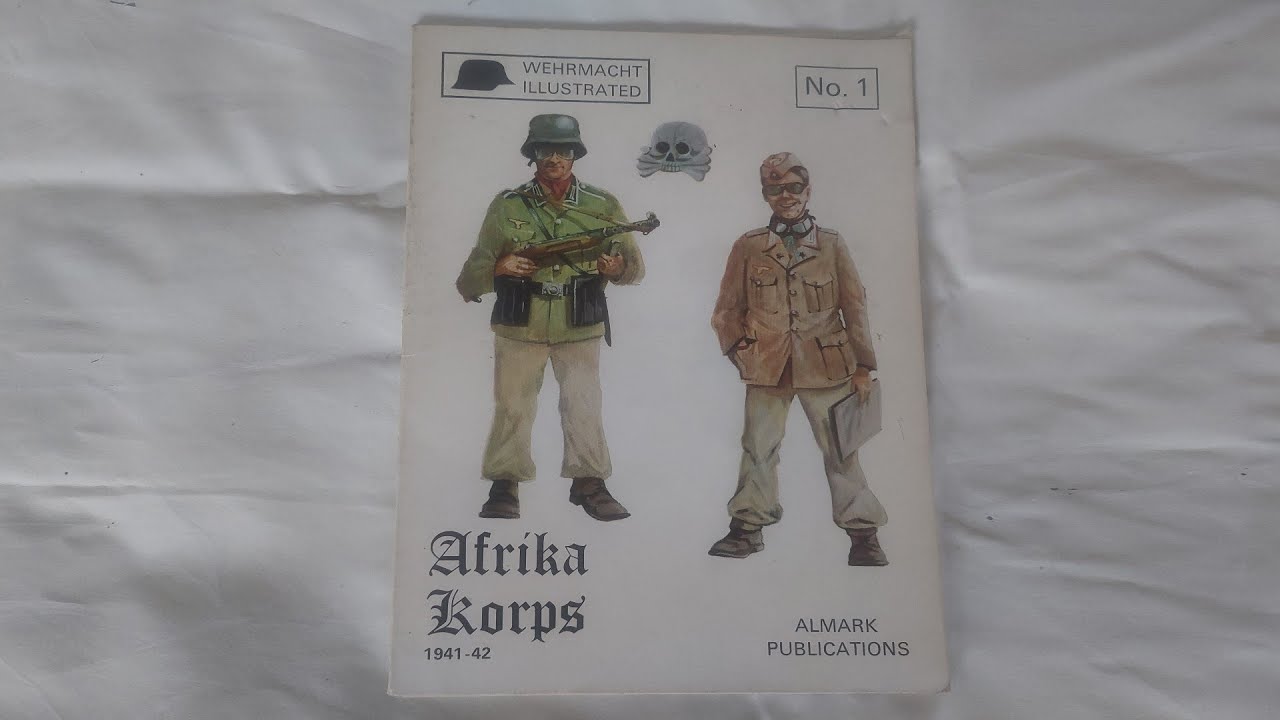 WEHRMACHT
ILLUSTRATED
No. 1
Afrika
Korps
1941-42
ALMARK
PUBLICATIONS